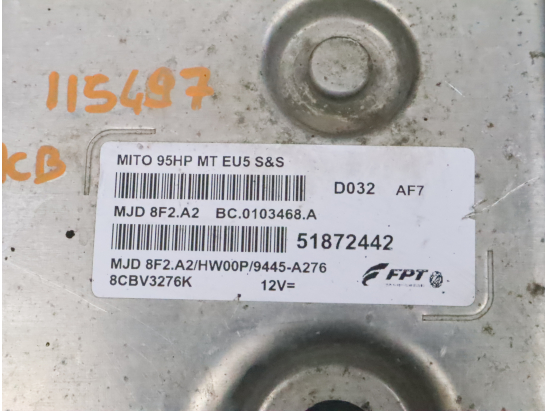 115497
CB
MITO 95HP MT EU5 S&S
D032 AF7
MJD 8F2.A2 BC.0103468.A
51872442
MJD 8F2.A2/HW00P/9445-A276
8CBV3276K 12V=
FPT